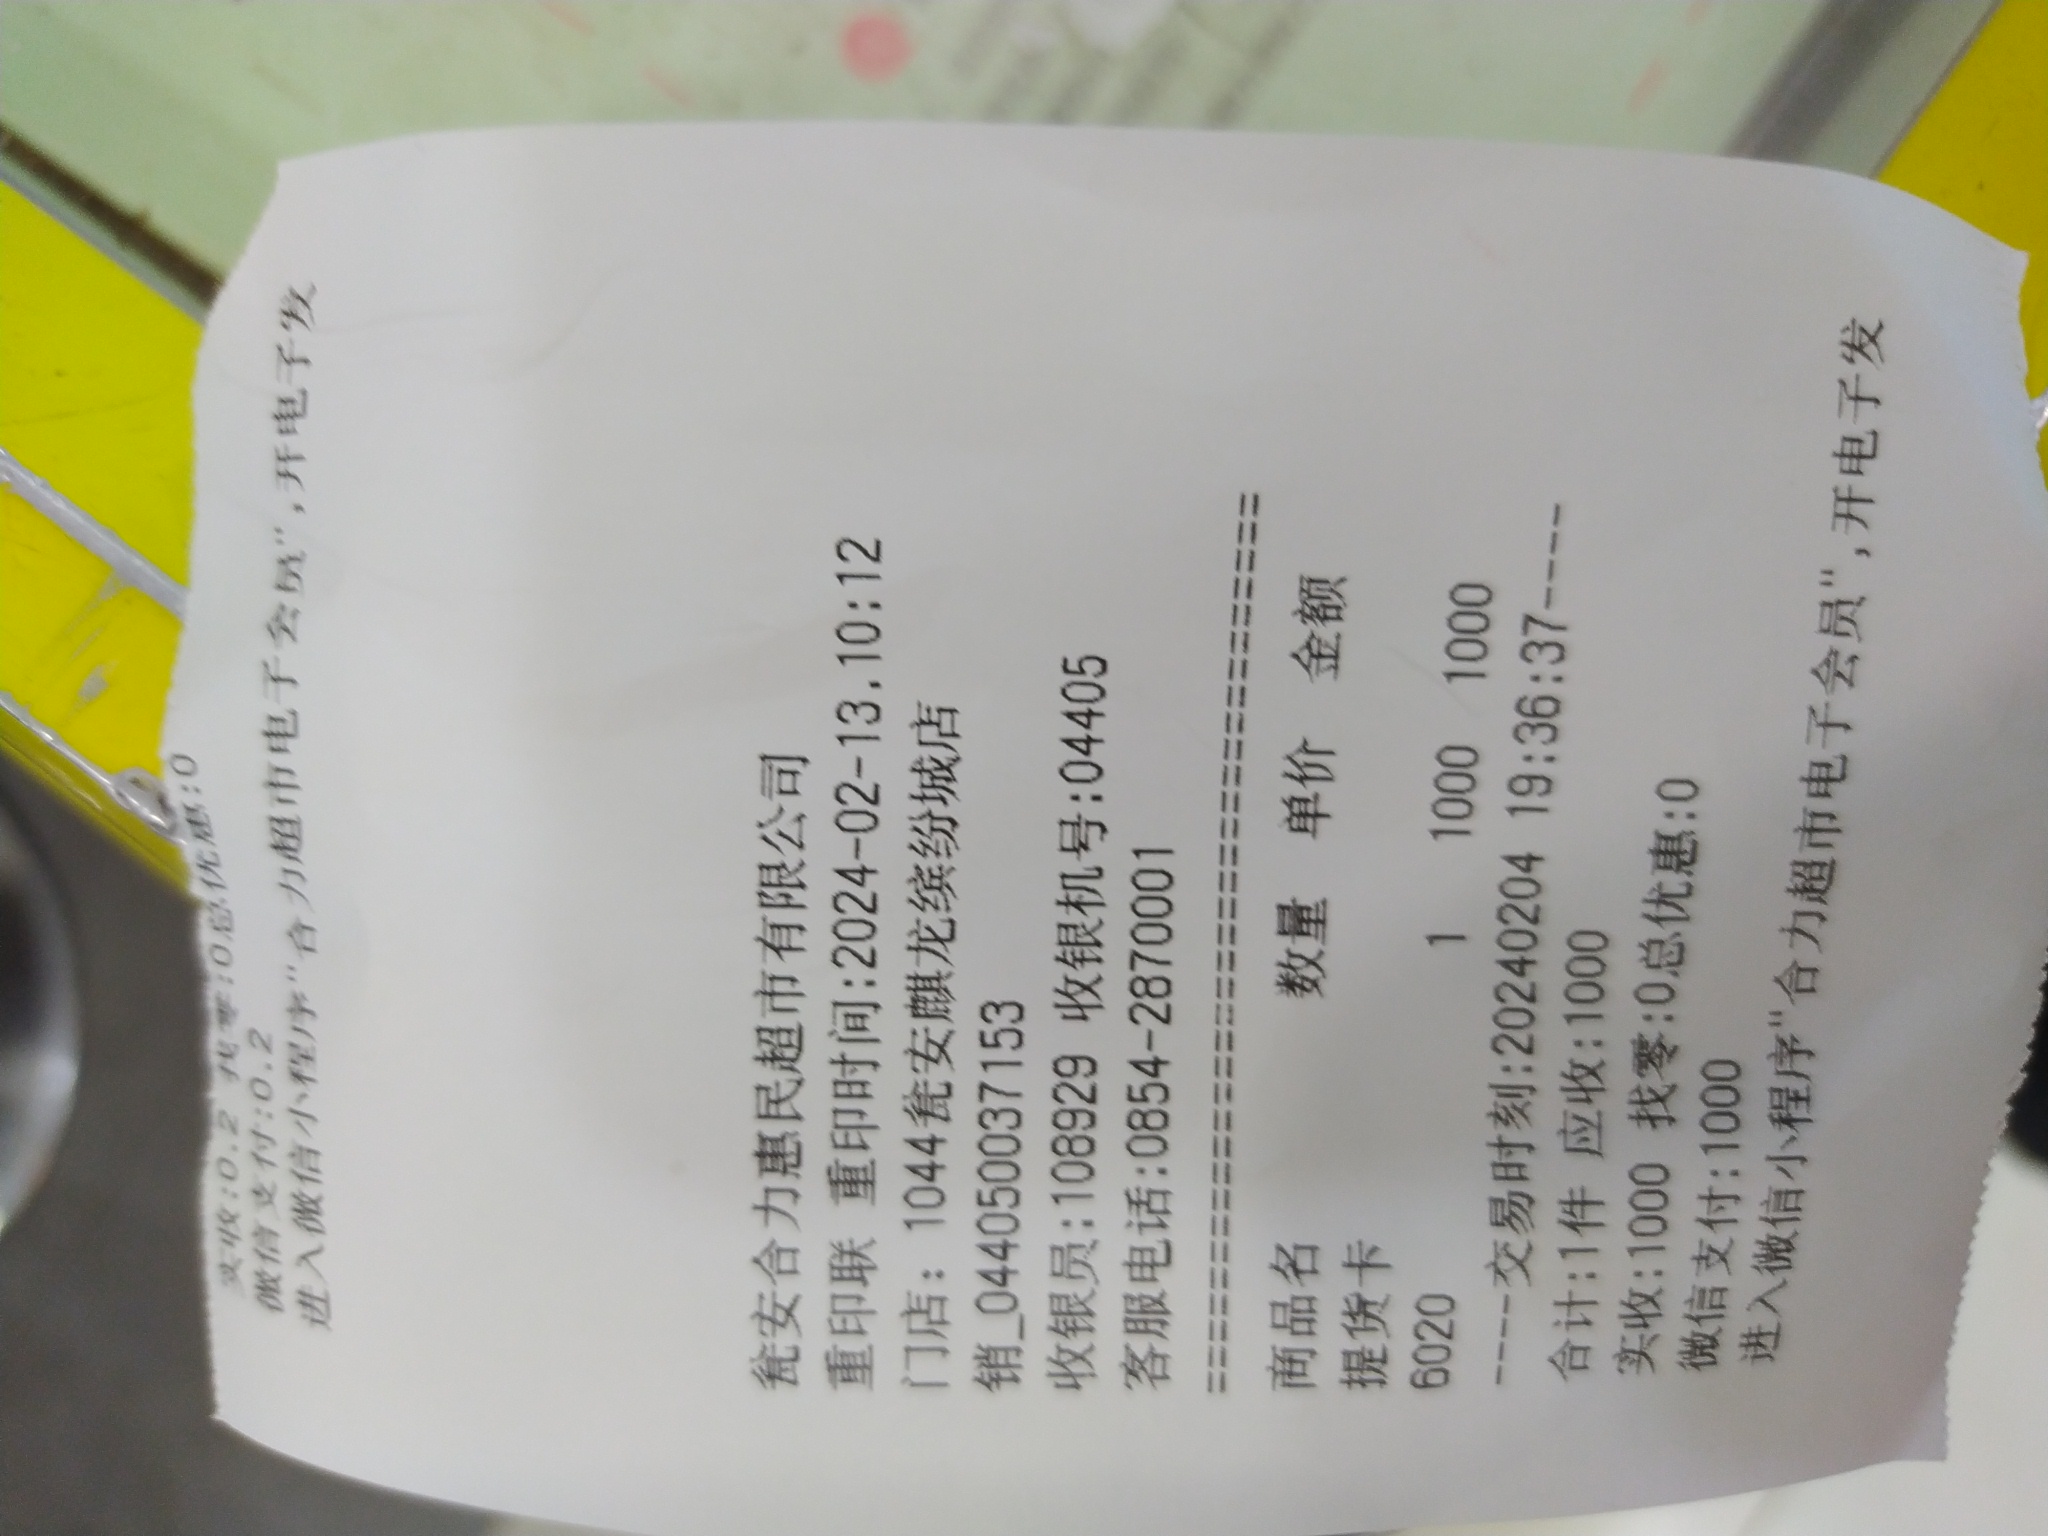 实收:0.2 找零:0总优惠:0
微信支付:0.2
进入微信小程序"合力超市电子会员",开电子发
瓮安合力惠民超市有限公司
重印联 重印时间:2024-02-13.10:12
门店: 1044瓮安麒龙缤纷城店
销_0440500037153
收银员:108929 收银机号:04405
客服电话:0854-2870001
==========================================
商品名 数量 单价 金额
提货卡
6020 1 1000 1000
----交易时刻:20240204 19:36:37----
合计:1件 应收:1000
实收:1000 找零:0总优惠:0
微信支付:1000
进入微信小程序"合力超市电子会员",开电子发